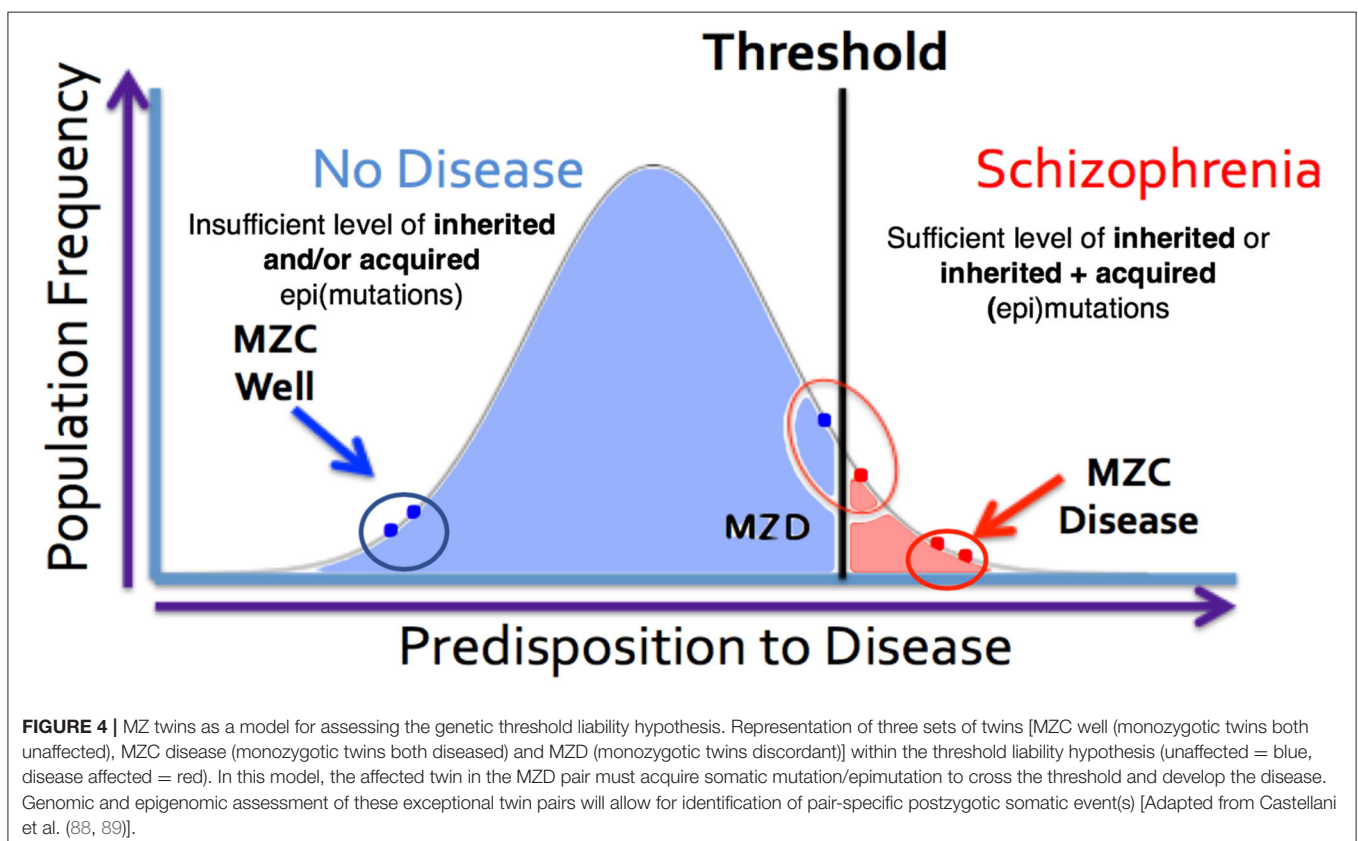 Threshold
Population Frequency
No Disease
Insufficient level of inherited
and/or acquired
epi(mutations)
Schizophrenia
Sufficient level of inherited or
inherited + acquired
(epi)mutations
MZC
Well
MZD
MZC
Disease
Predisposition to Disease
FIGURE 4 | MZ twins as a model for assessing the genetic threshold liability hypothesis. Representation of three sets of twins [MZC well (monozygotic twins both
unaffected), MZC disease (monozygotic twins both diseased) and MZD (monozygotic twins discordant)] within the threshold liability hypothesis (unaffected = blue,
disease affected = red). In this model, the affected twin in the MZD pair must acquire somatic mutation/epimutation to cross the threshold and develop the disease.
Genomic and epigenomic assessment of these exceptional twin pairs will allow for identification of pair-specific postzygotic somatic event(s) [Adapted from Castellani
et al. (88, 89)].